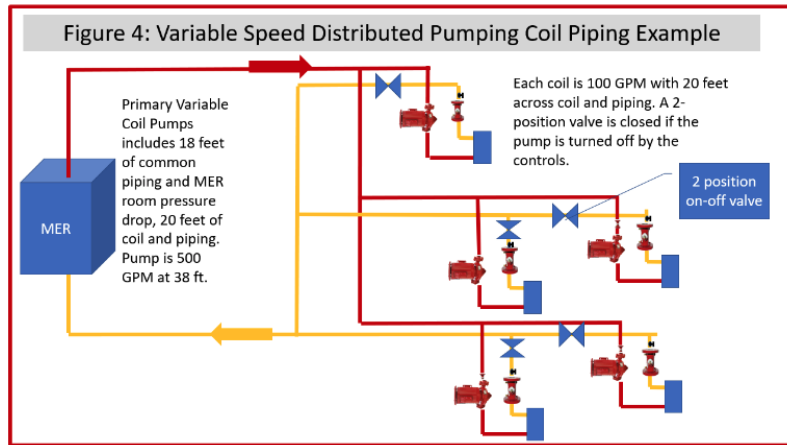 Figure 4: Variable Speed Distributed Pumping Coil Piping Example
Primary Variable
Coil Pumps
includes 18 feet
of common
piping and MER
room pressure
drop, 20 feet of
coil and piping.
Pump is 500
GPM at 38 ft.
MER
Each coil is 100 GPM with 20 feet
across coil and piping. A 2-
position valve is closed if the
pump is turned off by the
controls.
2 position
on-off valve